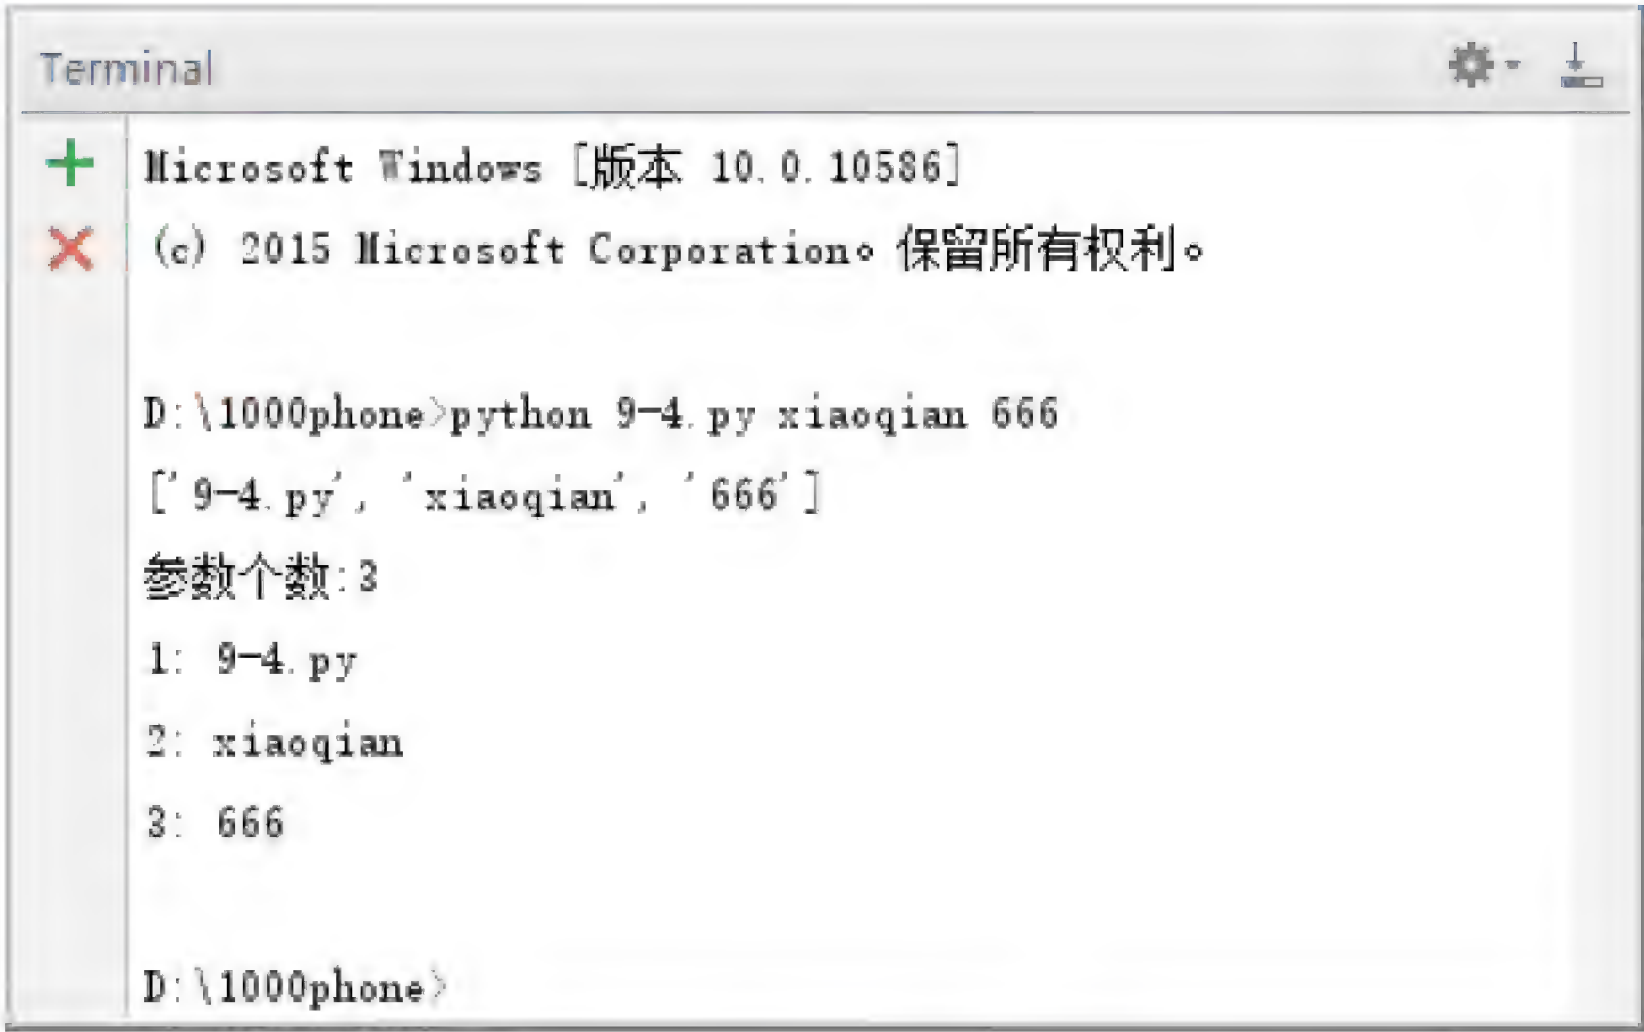 Terminal
Microsoft Windows [版本 10.0.10586]
(c) 2015 Microsoft Corporation。保留所有权利。
D:\1000phone>python 9-4.py xiaoqian 666
['9-4.py', 'xiaoqian', '666']
参数个数:3
1: 9-4.py
2: xiaoqian
3: 666
D:\1000phone>